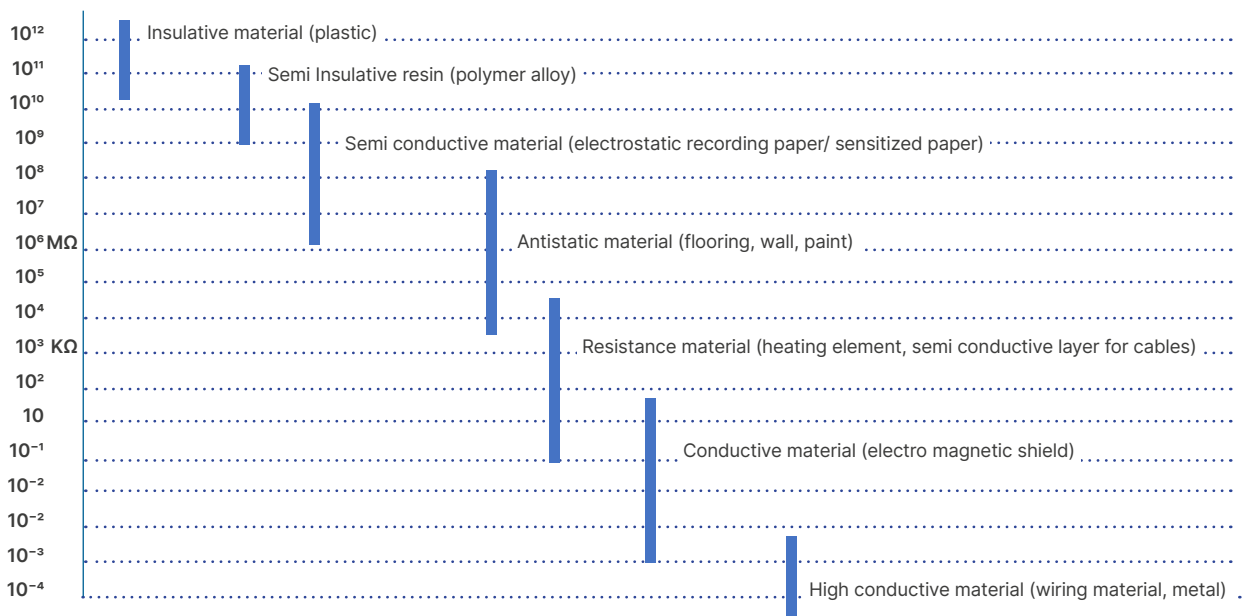 10¹² Insulative material (plastic)
10¹¹ Semi Insulative resin (polymer alloy)
10¹⁰
10⁹ Semi conductive material (electrostatic recording paper/ sensitized paper)
10⁸
10⁷
10⁶ MΩ Antistatic material (flooring, wall, paint)
10⁵
10⁴
10³ KΩ Resistance material (heating element, semi conductive layer for cables)
10²
10
10⁻¹ Conductive material (electro magnetic shield)
10⁻²
10⁻²
10⁻³
10⁻⁴ High conductive material (wiring material, metal)